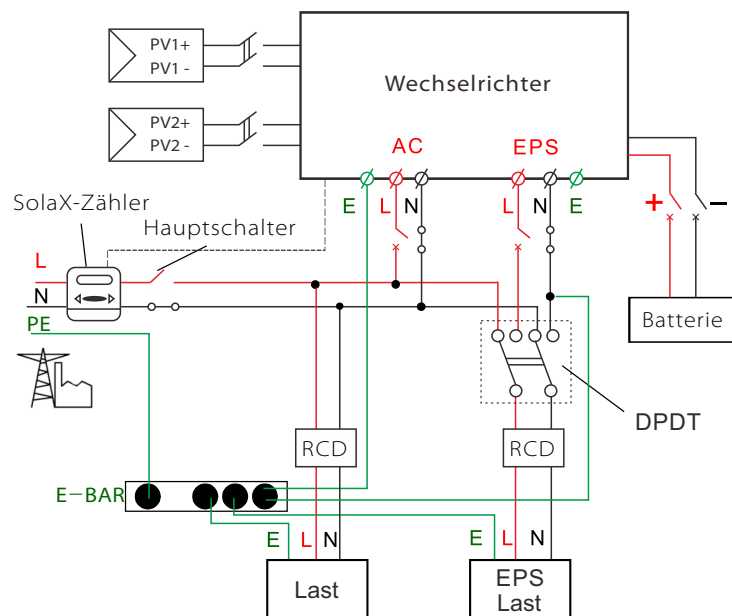 PV1+
PV1 -
PV2+
PV2 -
Wechselrichter
AC
EPS
E
L
N
L
N
E
+
−
SolaX-Zähler
Hauptschalter
L
N
PE
Batterie
DPDT
RCD
RCD
E−BAR
E
L
N
E
L
N
Last
EPS
Last